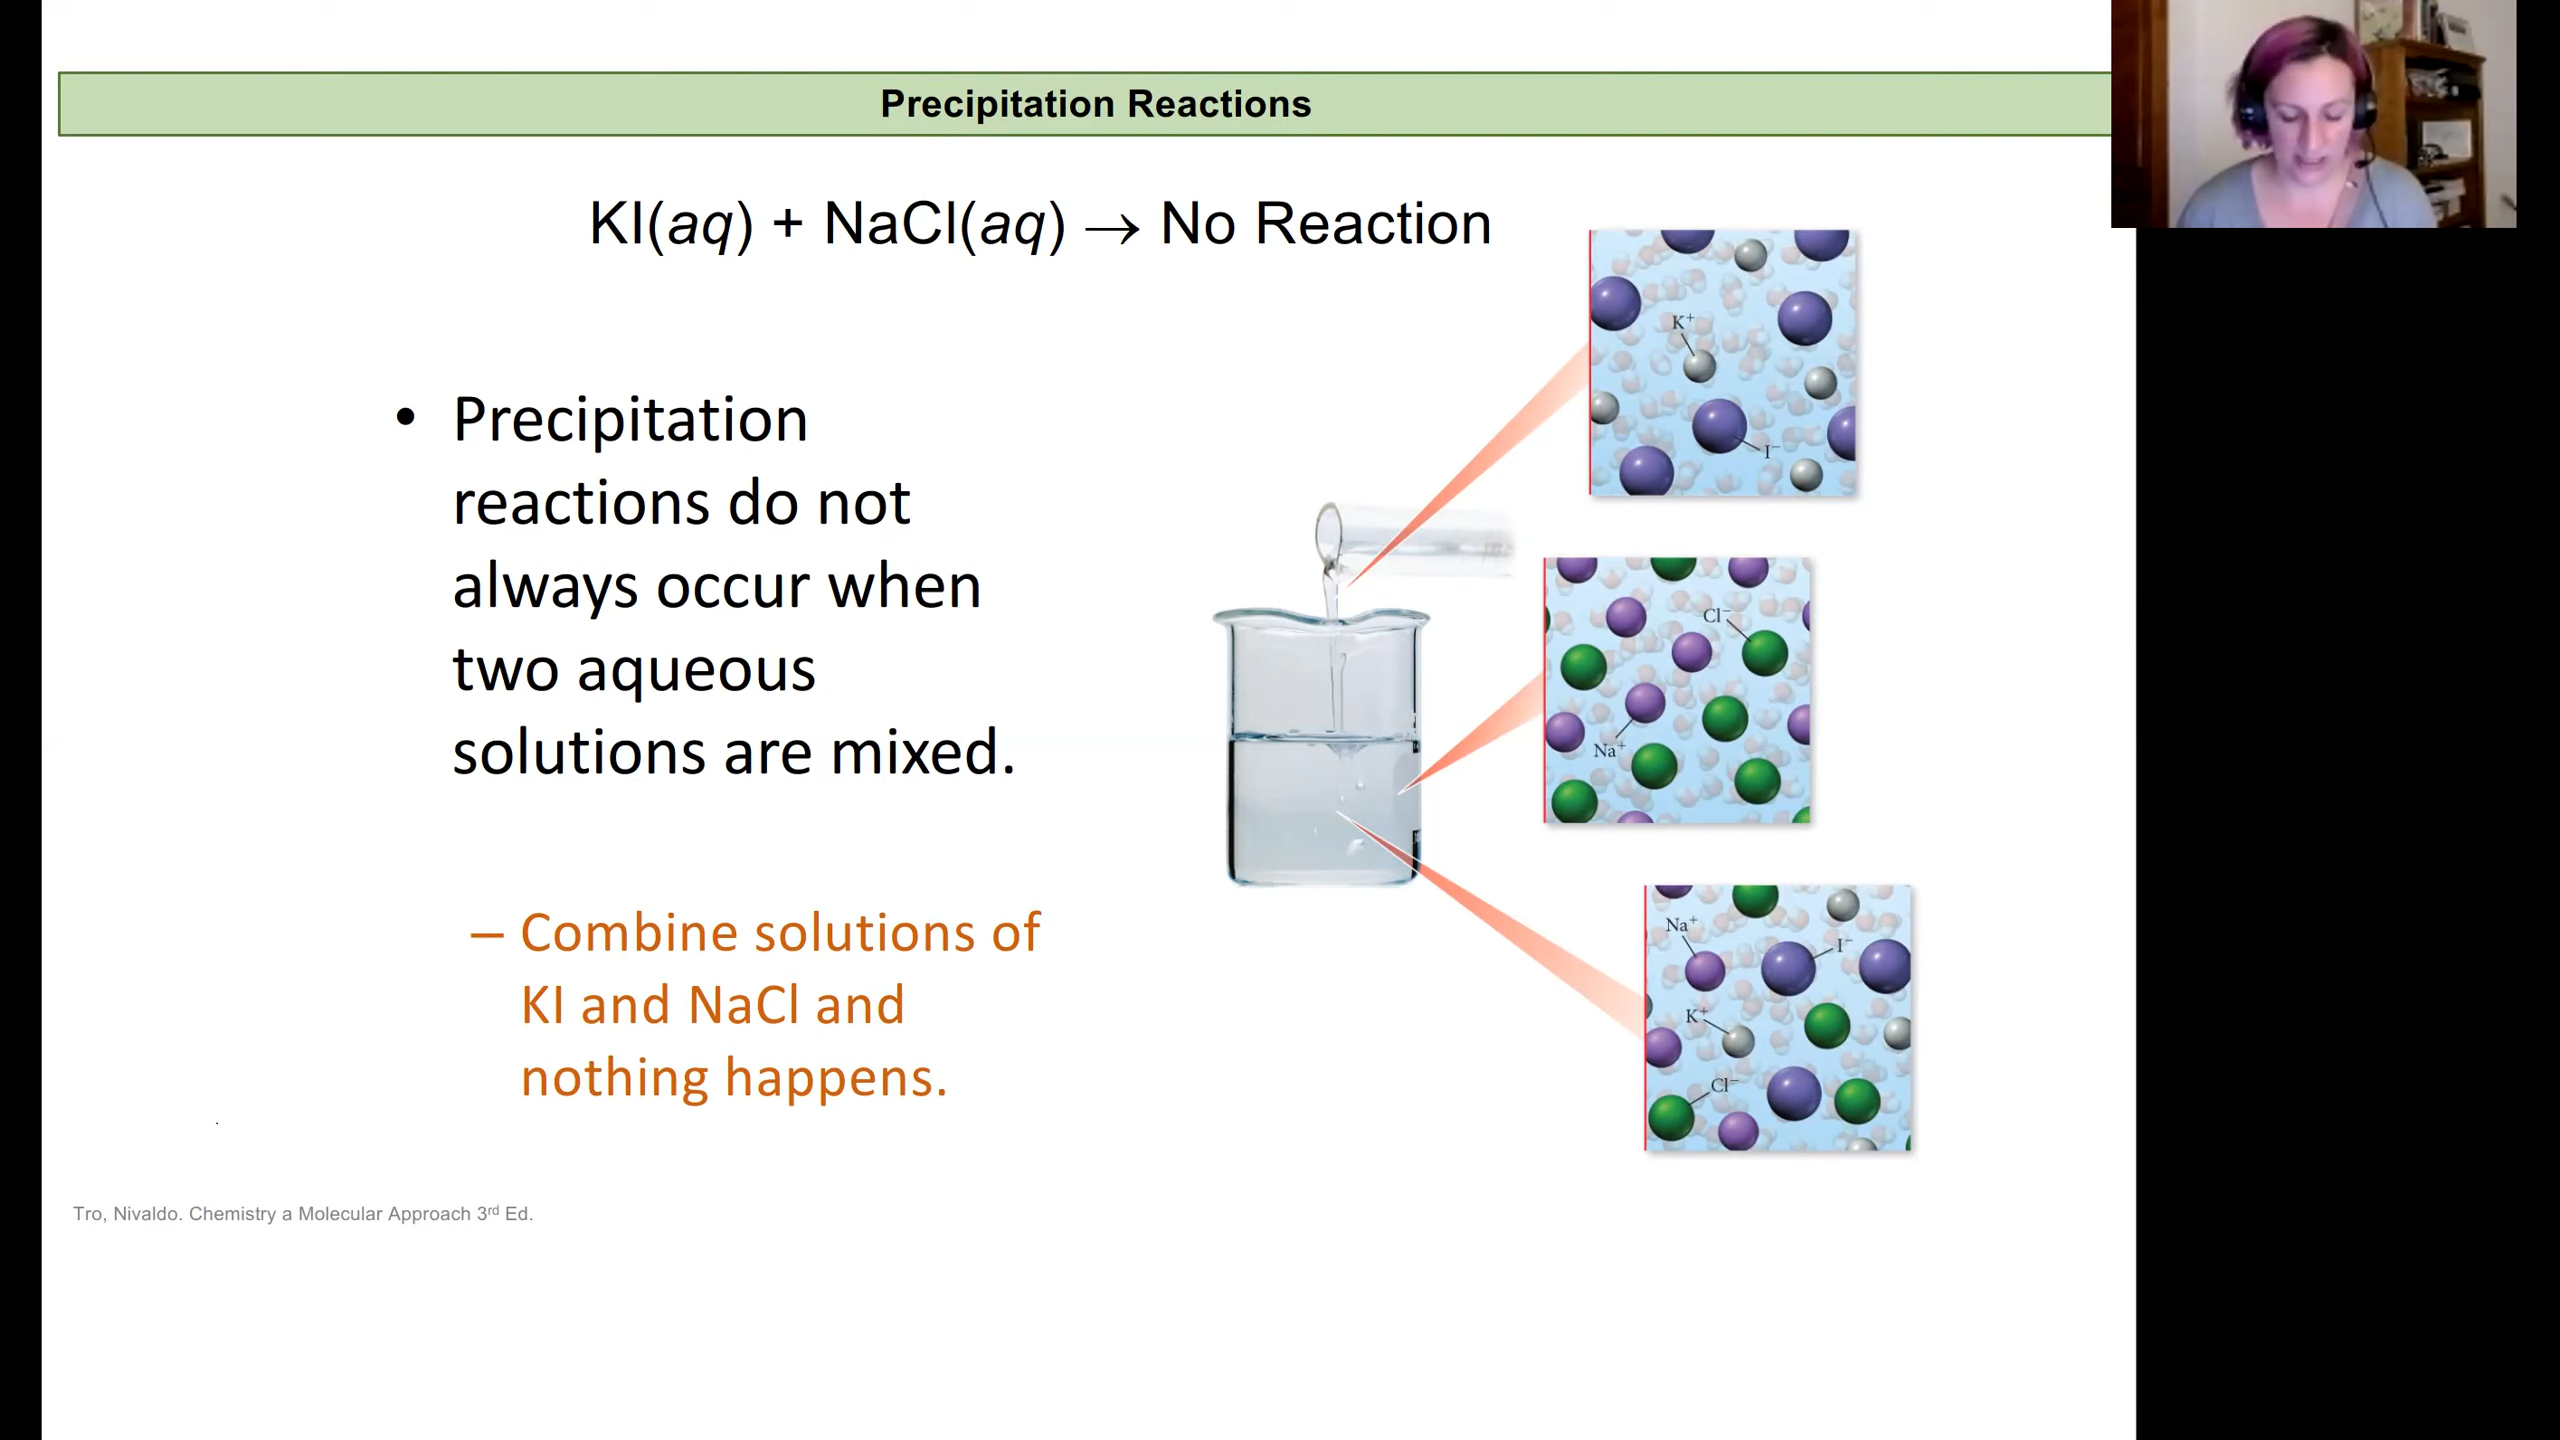 Precipitation Reactions
KI(aq) + NaCl(aq) → No Reaction
• Precipitation
reactions do not
always occur when
two aqueous
solutions are mixed.
– Combine solutions of
KI and NaCl and
nothing happens.
K⁺
I⁻
Cl⁻
Na⁺
Na⁺
I⁻
K⁺
Cl⁻
Tro, Nivaldo. Chemistry a Molecular Approach 3rd Ed.